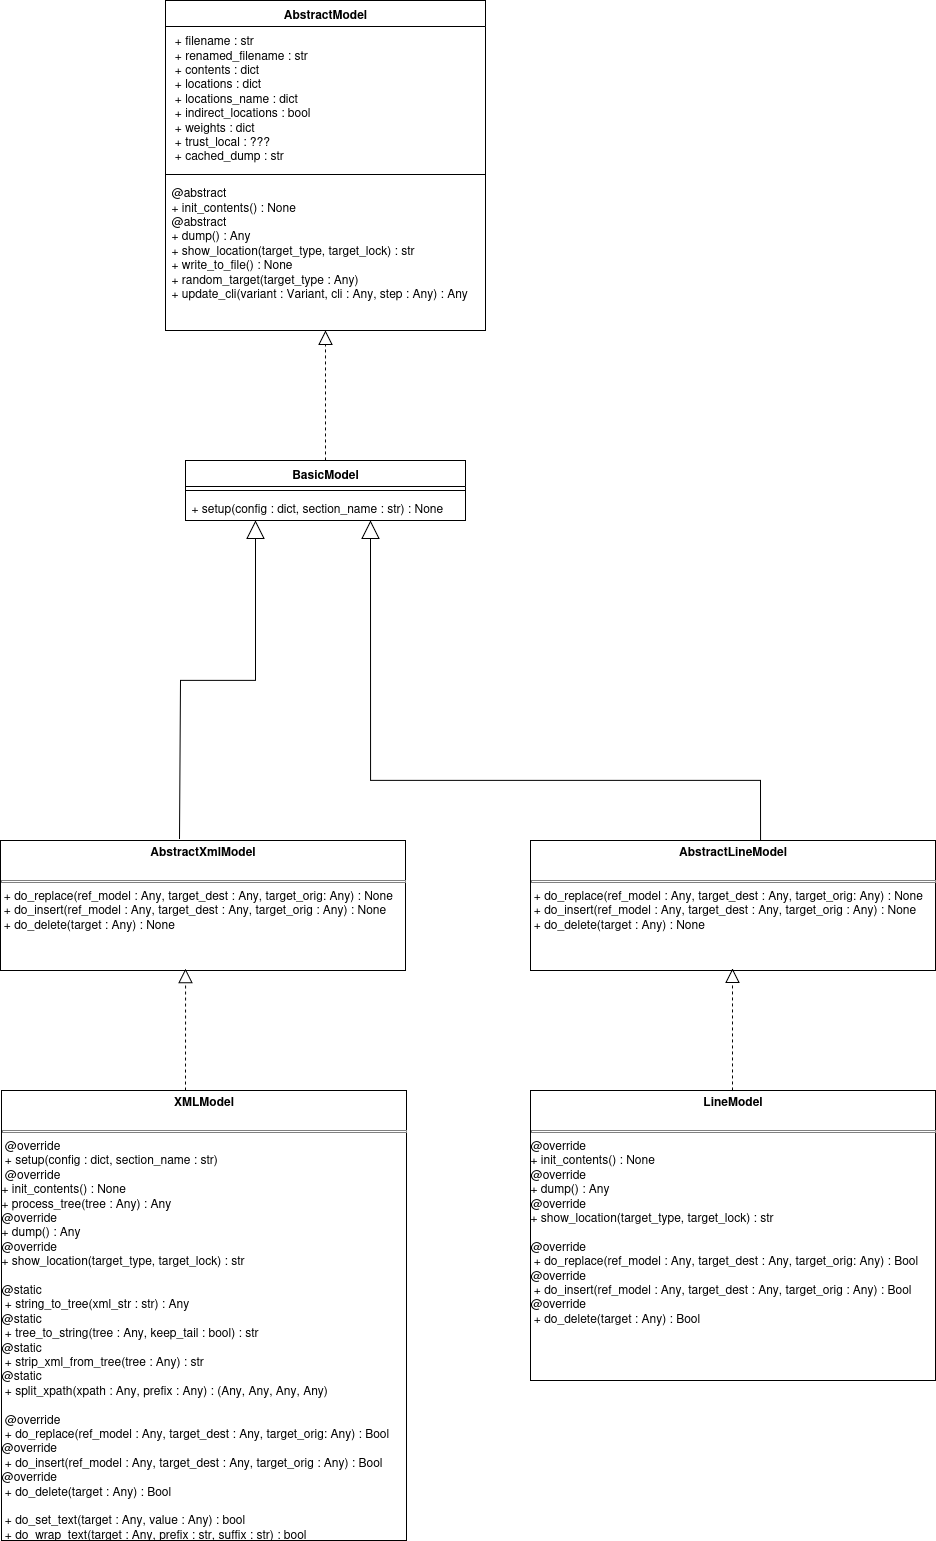 AbstractModel
+ filename : str
+ renamed_filename : str
+ contents : dict
+ locations : dict
+ locations_name : dict
+ indirect_locations : bool
+ weights : dict
+ trust_local : ???
+ cached_dump : str
@abstract
+ init_contents() : None
@abstract
+ dump() : Any
+ show_location(target_type, target_lock) : str
+ write_to_file() : None
+ random_target(target_type : Any)
+ update_cli(variant : Variant, cli : Any, step : Any) : Any
BasicModel
+ setup(config : dict, section_name : str) : None
AbstractXmlModel
+ do_replace(ref_model : Any, target_dest : Any, target_orig: Any) : None
+ do_insert(ref_model : Any, target_dest : Any, target_orig : Any) : None
+ do_delete(target : Any) : None
AbstractLineModel
+ do_replace(ref_model : Any, target_dest : Any, target_orig: Any) : None
+ do_insert(ref_model : Any, target_dest : Any, target_orig : Any) : None
+ do_delete(target : Any) : None
XMLModel
@override
+ setup(config : dict, section_name : str)
@override
+ init_contents() : None
+ process_tree(tree : Any) : Any
@override
+ dump() : Any
@override
+ show_location(target_type, target_lock) : str
@static
+ string_to_tree(xml_str : str) : Any
@static
+ tree_to_string(tree : Any, keep_tail : bool) : str
@static
+ strip_xml_from_tree(tree : Any) : str
@static
+ split_xpath(xpath : Any, prefix : Any) : (Any, Any, Any, Any)
@override
+ do_replace(ref_model : Any, target_dest : Any, target_orig: Any) : Bool
@override
+ do_insert(ref_model : Any, target_dest : Any, target_orig : Any) : Bool
@override
+ do_delete(target : Any) : Bool
+ do_set_text(target : Any, value : Any) : bool
+ do_wrap_text(target : Any, prefix : str, suffix : str) : bool
LineModel
@override
+ init_contents() : None
@override
+ dump() : Any
@override
+ show_location(target_type, target_lock) : str
@override
+ do_replace(ref_model : Any, target_dest : Any, target_orig: Any) : Bool
@override
+ do_insert(ref_model : Any, target_dest : Any, target_orig : Any) : Bool
@override
+ do_delete(target : Any) : Bool